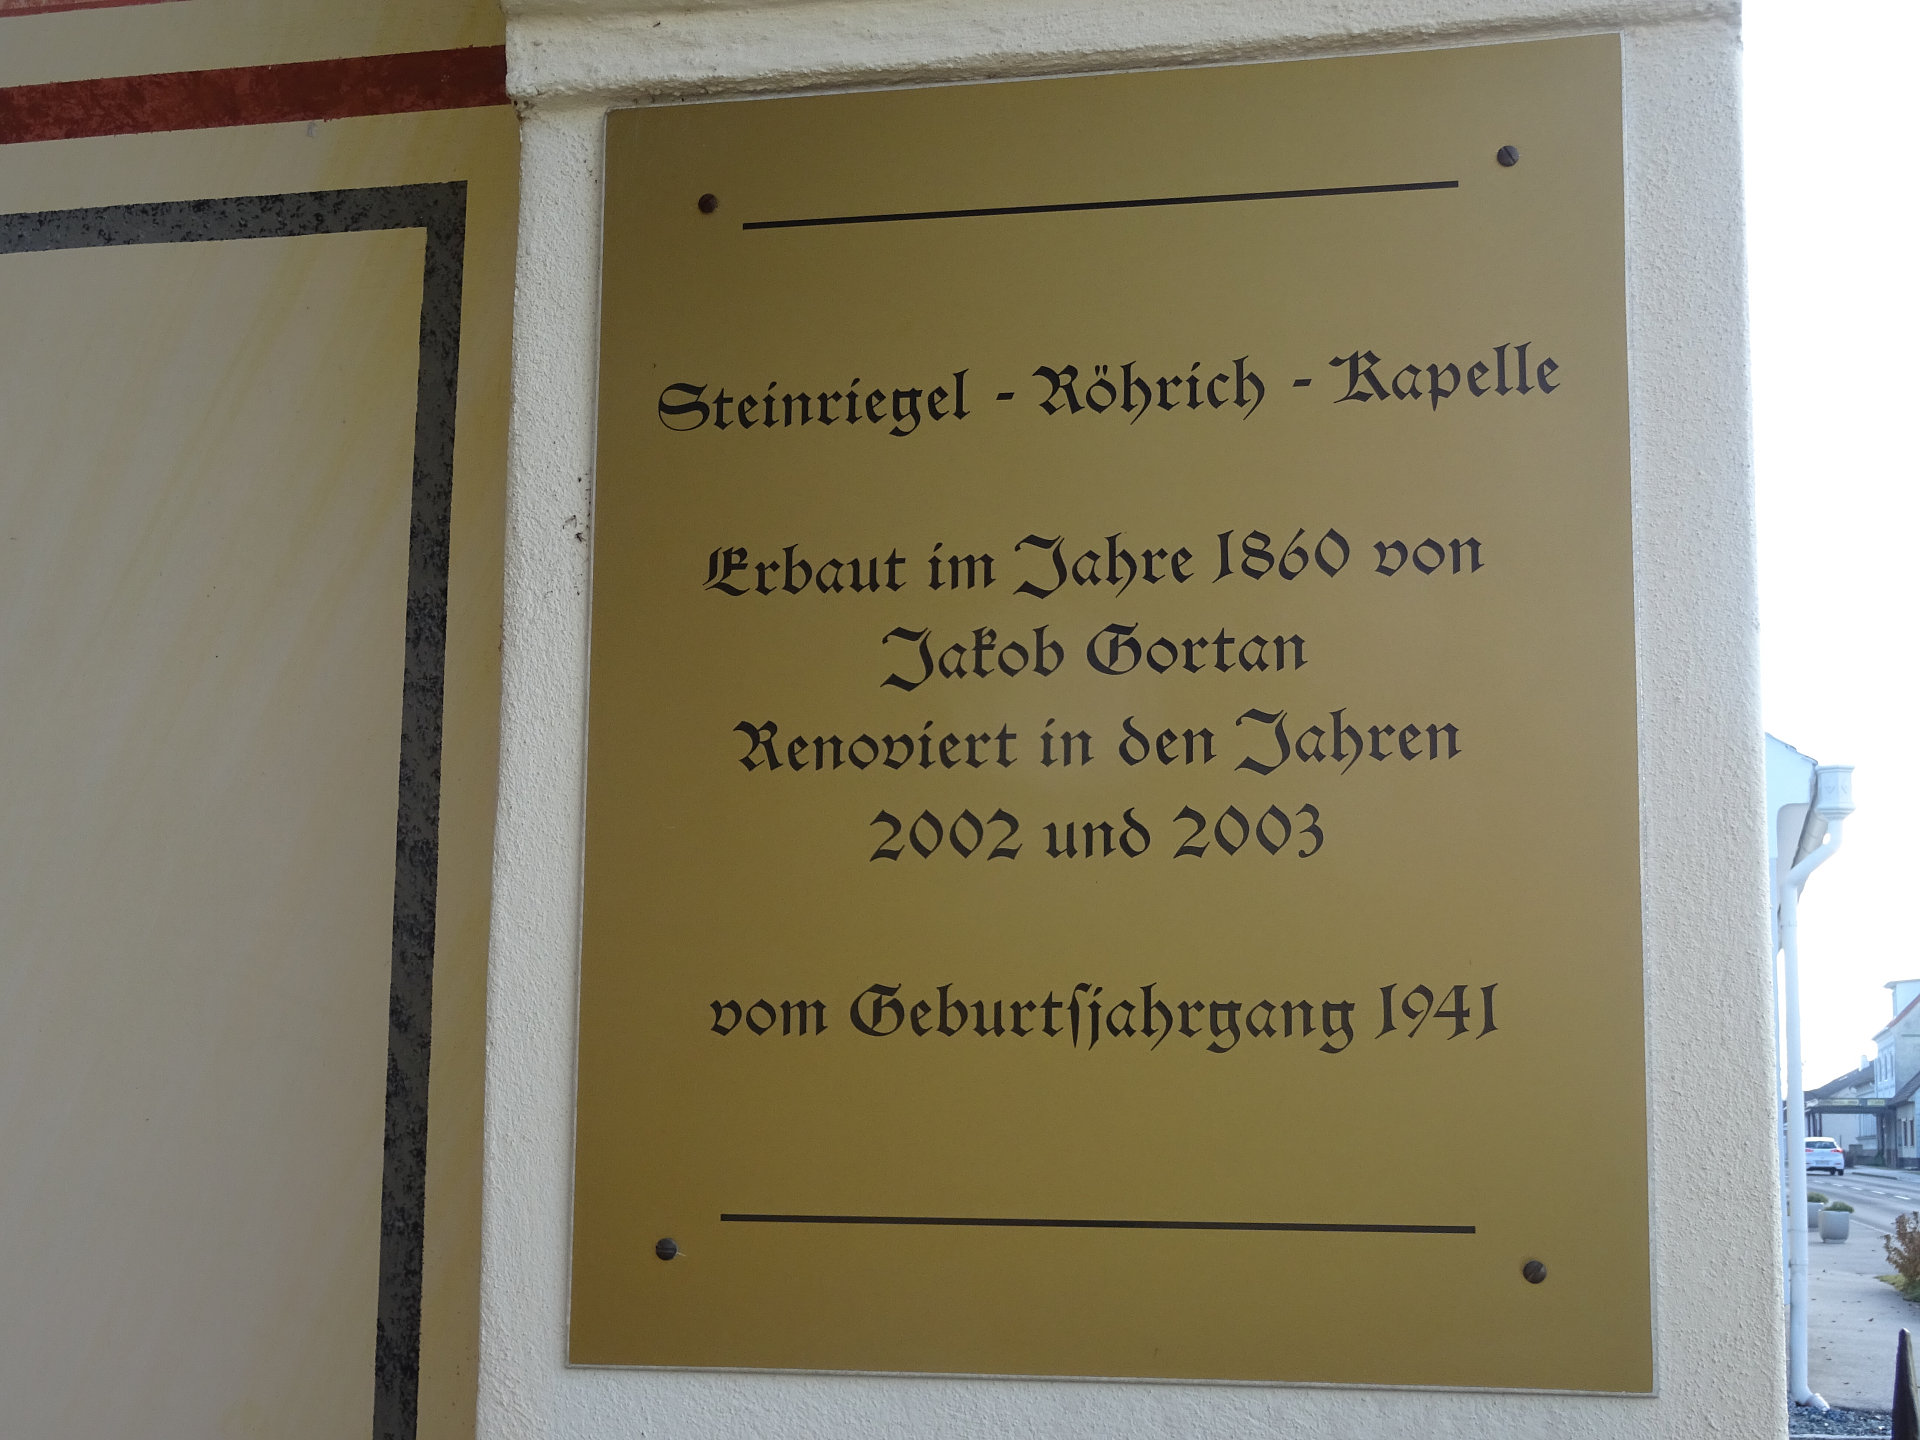 Steinriegel - Röhrich - Kapelle
Erbaut im Jahre 1860 von
Jakob Gortan
Renoviert in den Jahren
2002 und 2003
vom Geburtſjahrgang 1941